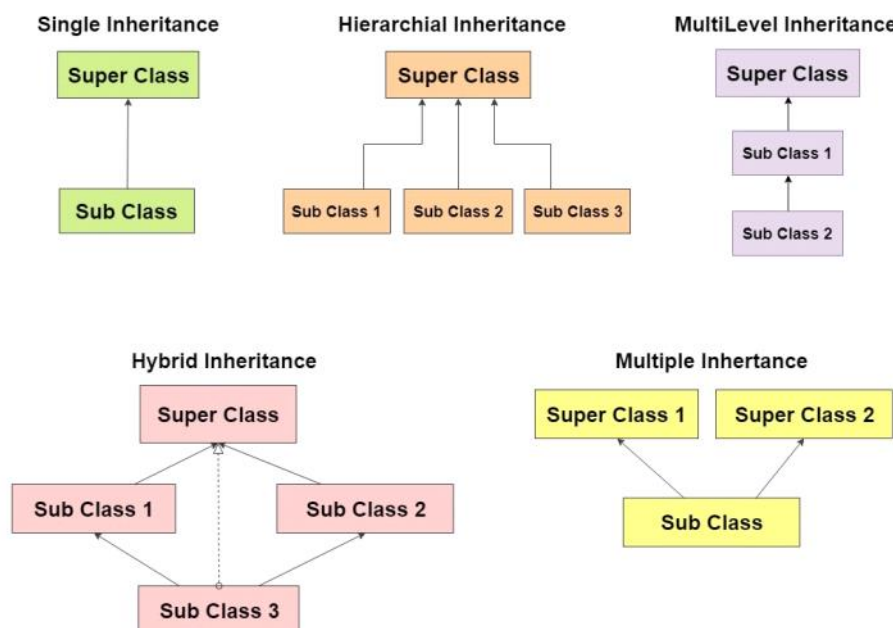 Single Inheritance
Super Class
Sub Class
Hierarchial Inheritance
Super Class
Sub Class 1
Sub Class 2
Sub Class 3
MultiLevel Inheritance
Super Class
Sub Class 1
Sub Class 2
Hybrid Inheritance
Super Class
Sub Class 1
Sub Class 2
Sub Class 3
Multiple Inhertance
Super Class 1
Super Class 2
Sub Class